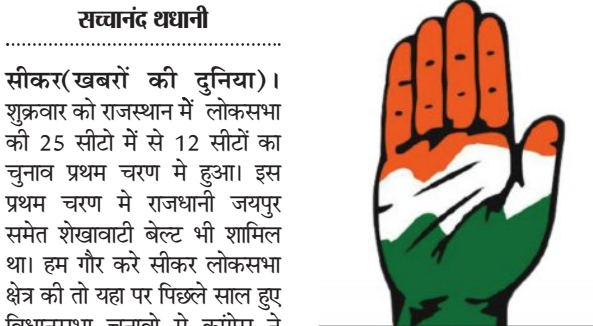 सच्चानंद थधानी
सीकर(खबरों की दुनिया)।
शुक्रवार को राजस्थान में लोकसभा
की 25 सीटो में से 12 सीटों का
चुनाव प्रथम चरण मे हुआ। इस
प्रथम चरण मे राजधानी जयपुर
समेत शेखावाटी बेल्ट भी शामिल
था। हम गौर करे सीकर लोकसभा
क्षेत्र की तो यहा पर पिछले साल हुए
विधानसभा चुनावो मे कांग्रेस ने